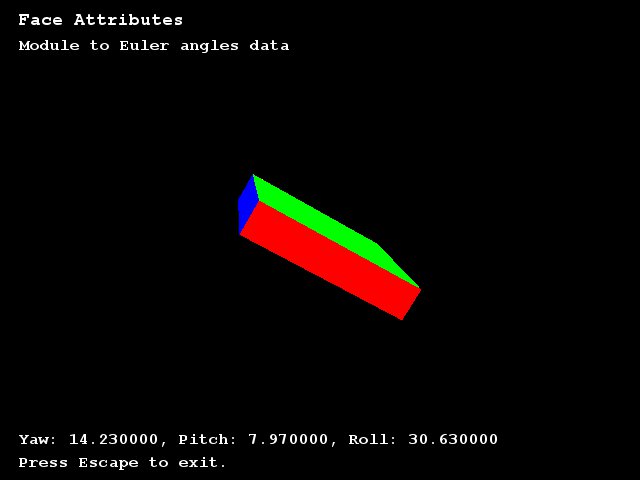 Face Attributes
Module to Euler angles data
Yaw: 14.230000, Pitch: 7.970000, Roll: 30.630000
Press Escape to exit.